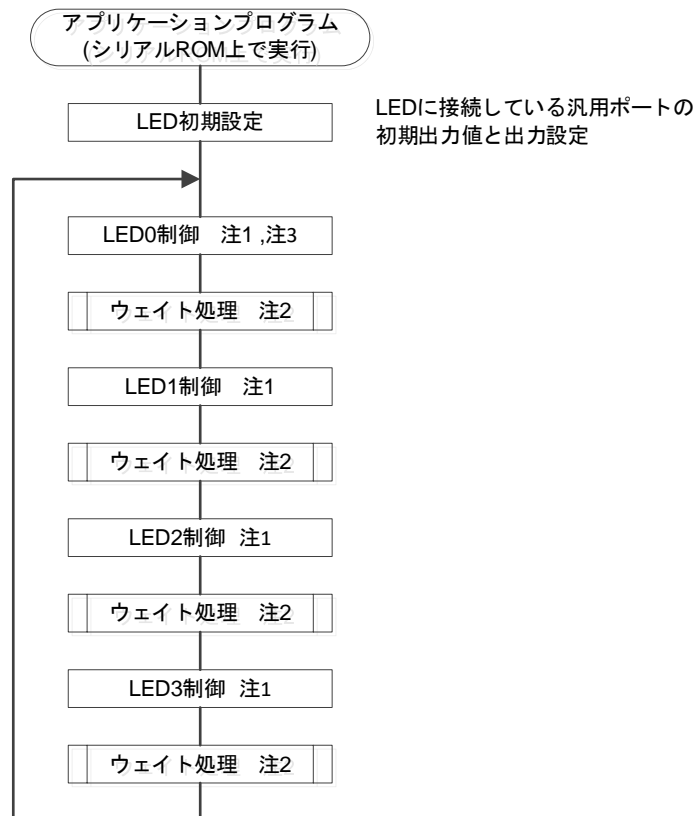 アプリケーションプログラム
(シリアルROM上で実行)
LED初期設定
LEDに接続している汎用ポートの
初期出力値と出力設定
LED0制御　注1 ,注3
ウェイト処理　注2
LED1制御　注1
ウェイト処理　注2
LED2制御 注1
ウェイト処理　注2
LED3制御 注1
ウェイト処理　注2